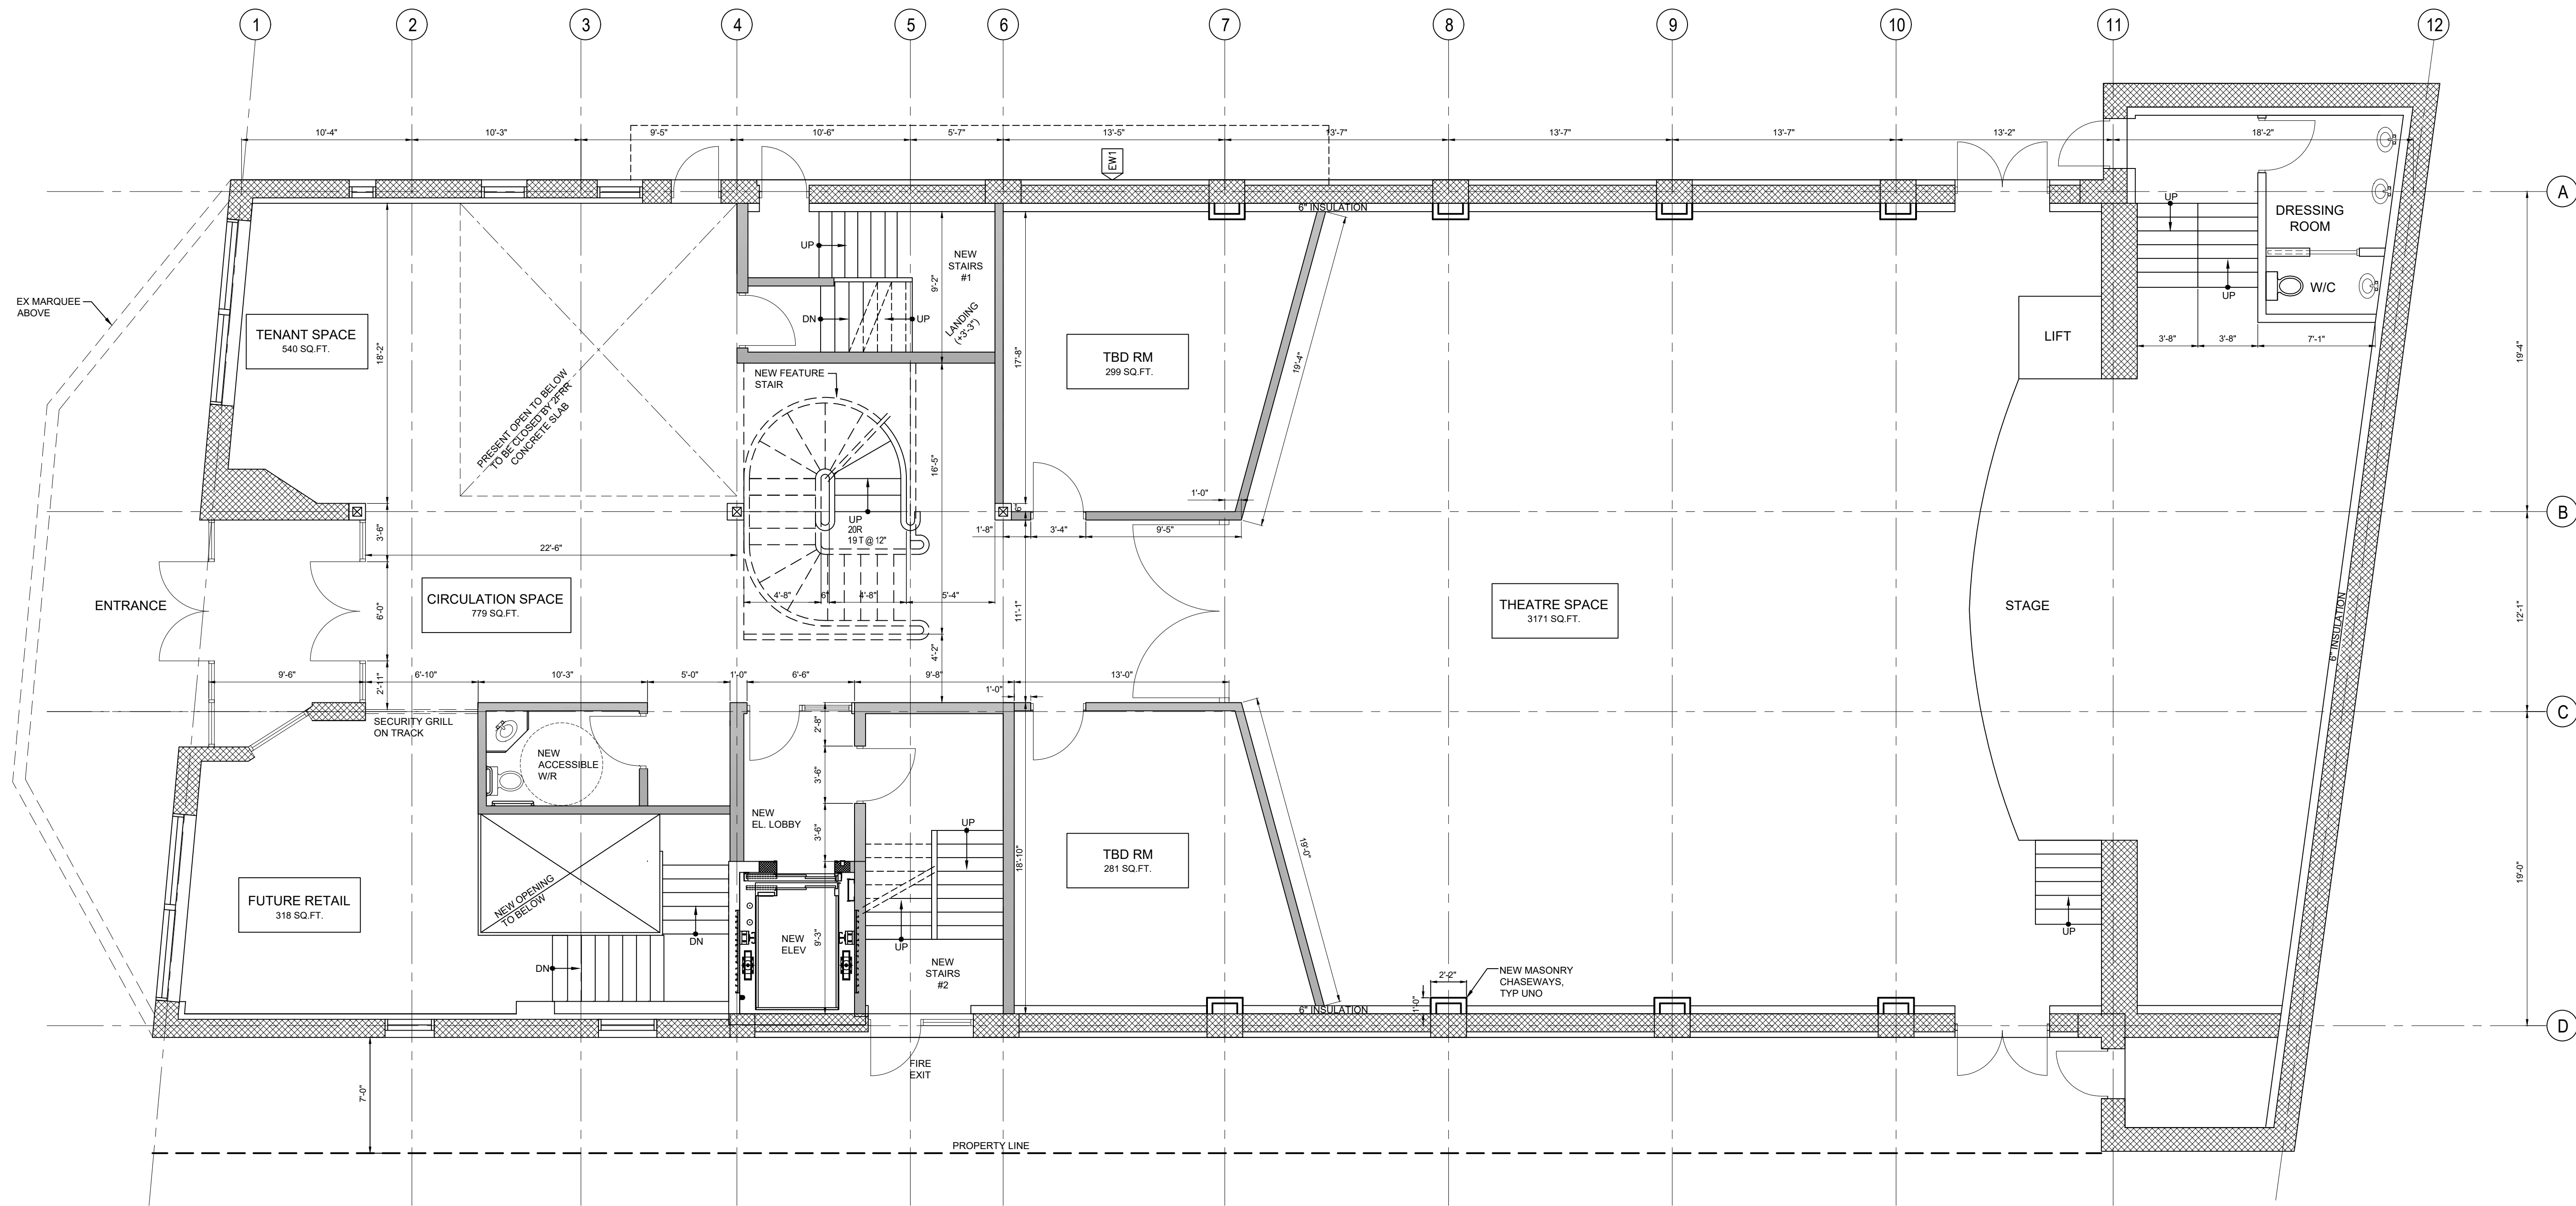 1
2
3
4
5
6
7
8
9
10
11
12
10'-4"
10'-3"
9'-5"
10'-6"
5'-7"
13'-5"
13'-7"
13'-7"
13'-7"
13'-2"
18'-2"
EW1
A
6" INSULATION
UP
DRESSING
ROOM
UP
NEW
STAIRS
#1
9'-2"
W/C
UP
EX MARQUEE
ABOVE
DN
UP
LANDING
(+3'-3")
TENANT SPACE
540 SQ.FT.
18'-2"
LIFT
3'-8"
3'-8"
7'-1"
19'-4"
17'-8"
TBD RM
299 SQ.FT.
19'-4"
NEW FEATURE
STAIR
PRESENT OPEN TO BELOW
TO BE CLOSED BY 2FRR
CONCRETE SLAB
16'-5"
1'-0"
6"
B
3'-6"
UP
20R
19 T @ 12"
1'-8"
3'-4"
9'-5"
22'-6"
ENTRANCE
6'-0"
CIRCULATION SPACE
779 SQ.FT.
4'-8"
6"
4'-8"
5'-4"
11'-1"
THEATRE SPACE
3171 SQ.FT.
STAGE
12'-1"
6" INSULATION
4'-2"
9'-6"
2'-11"
6'-10"
10'-3"
5'-0"
1'-0"
6'-6"
9'-8"
1'-0"
13'-0"
C
SECURITY GRILL
ON TRACK
2'-8"
NEW
ACCESSIBLE
W/R
3'-6"
NEW
EL. LOBBY
3'-6"
UP
18'-10"
TBD RM
281 SQ.FT.
19'-0"
19'-0"
FUTURE RETAIL
318 SQ.FT.
NEW OPENING
TO BELOW
DN
NEW
ELEV
9'-3"
UP
UP
DN
NEW
STAIRS
#2
2'-2"
NEW MASONRY
CHASEWAYS,
TYP UNO
1'-0"
6" INSULATION
D
FIRE
EXIT
7'-0"
PROPERTY LINE